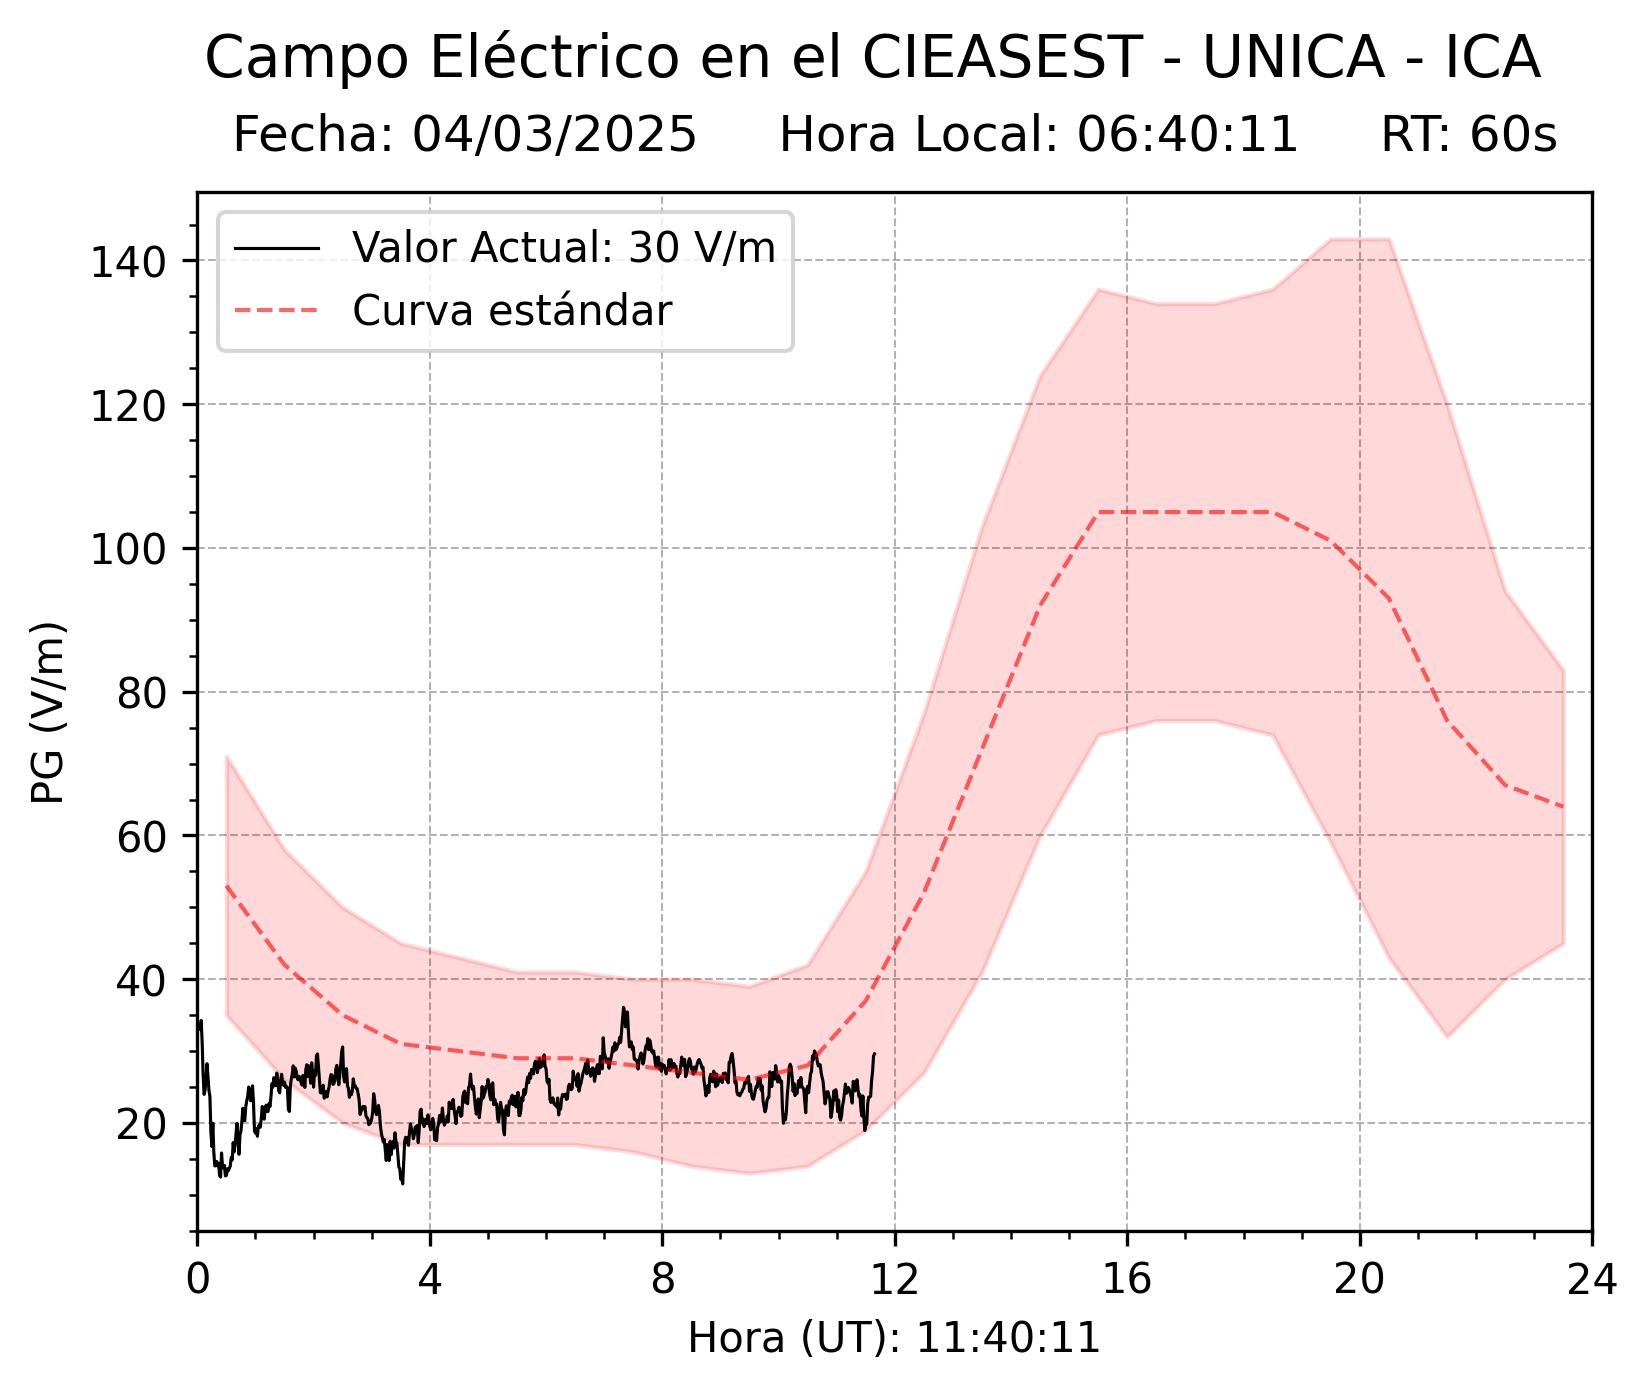 Campo Eléctrico en el CIEASEST - UNICA - ICA
Fecha: 04/03/2025 Hora Local: 06:40:11 RT: 60s
Valor Actual: 30 V/m
Curva estándar
140
120
100
80
60
40
20
PG (V/m)
0 4 8 12 16 20 24
Hora (UT): 11:40:11